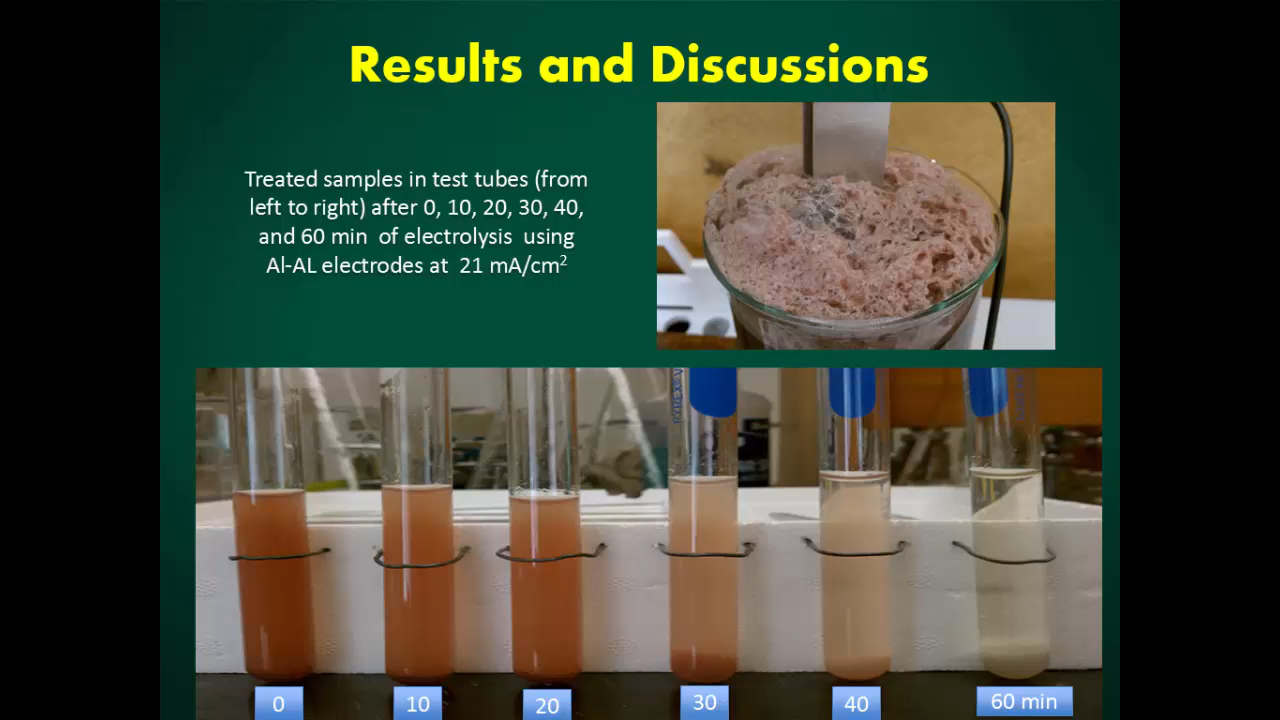 Results and Discussions
Treated samples in test tubes (from
left to right) after 0, 10, 20, 30, 40,
and 60 min of electrolysis using
Al-AL electrodes at 21 mA/cm²
0
10
20
30
40
60 min